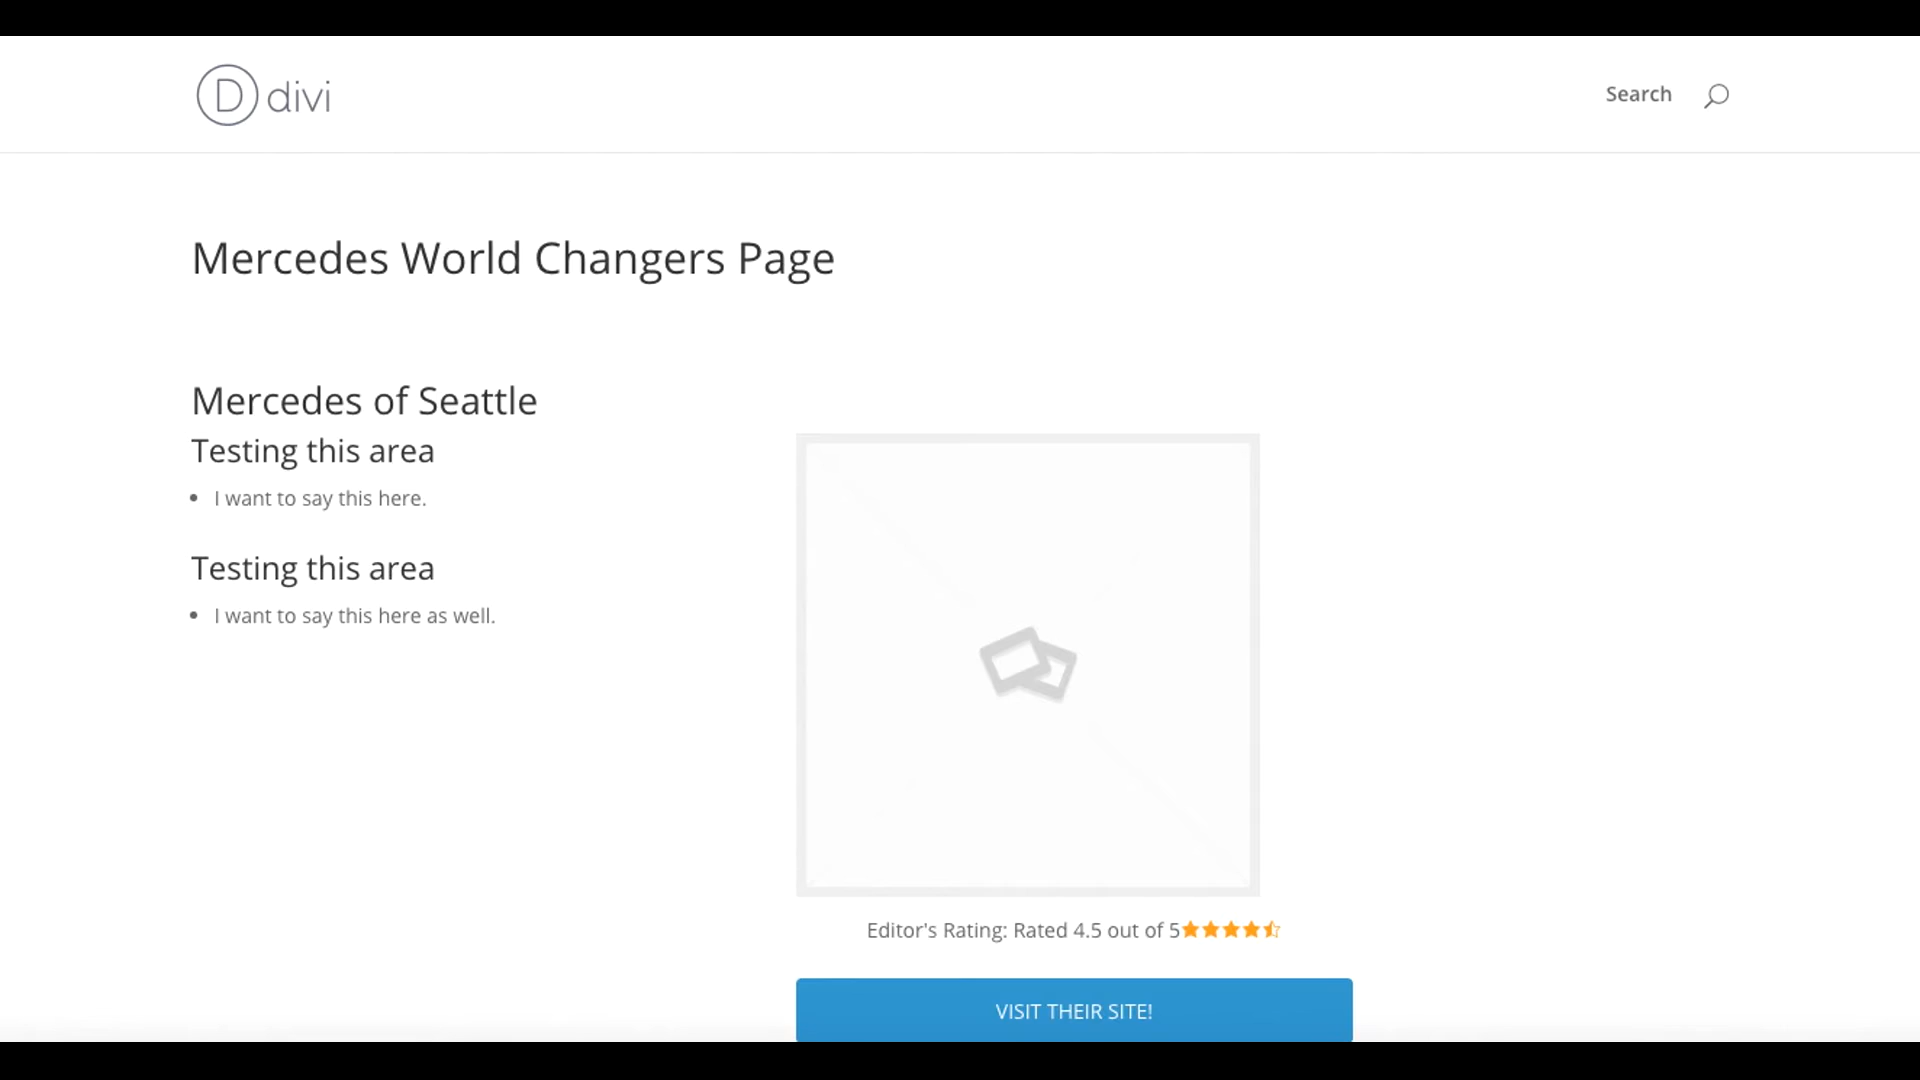 D divi
Search
Mercedes World Changers Page
Mercedes of Seattle
Testing this area
• I want to say this here.
Testing this area
• I want to say this here as well.
Editor's Rating: Rated 4.5 out of 5
VISIT THEIR SITE!